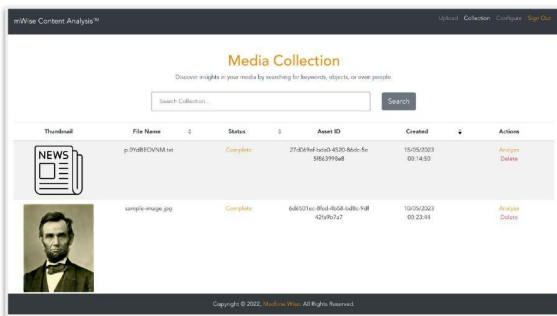 mWise Content Analysis™
Upload Collection Configure Sign Out
Media Collection
Discover insights in your media by searching for keywords, objects, or even people.
Search Collection... Search
Thumbnail File Name Status Asset ID Created Actions
NEWS
Complete
15/05/2023
00:14:50
Analyze
Delete
sample-image.jpg Complete
10/05/2023
00:23:44
Analyze
Delete
Copyright © 2022, Media2Cloud Wise. All Rights Reserved.